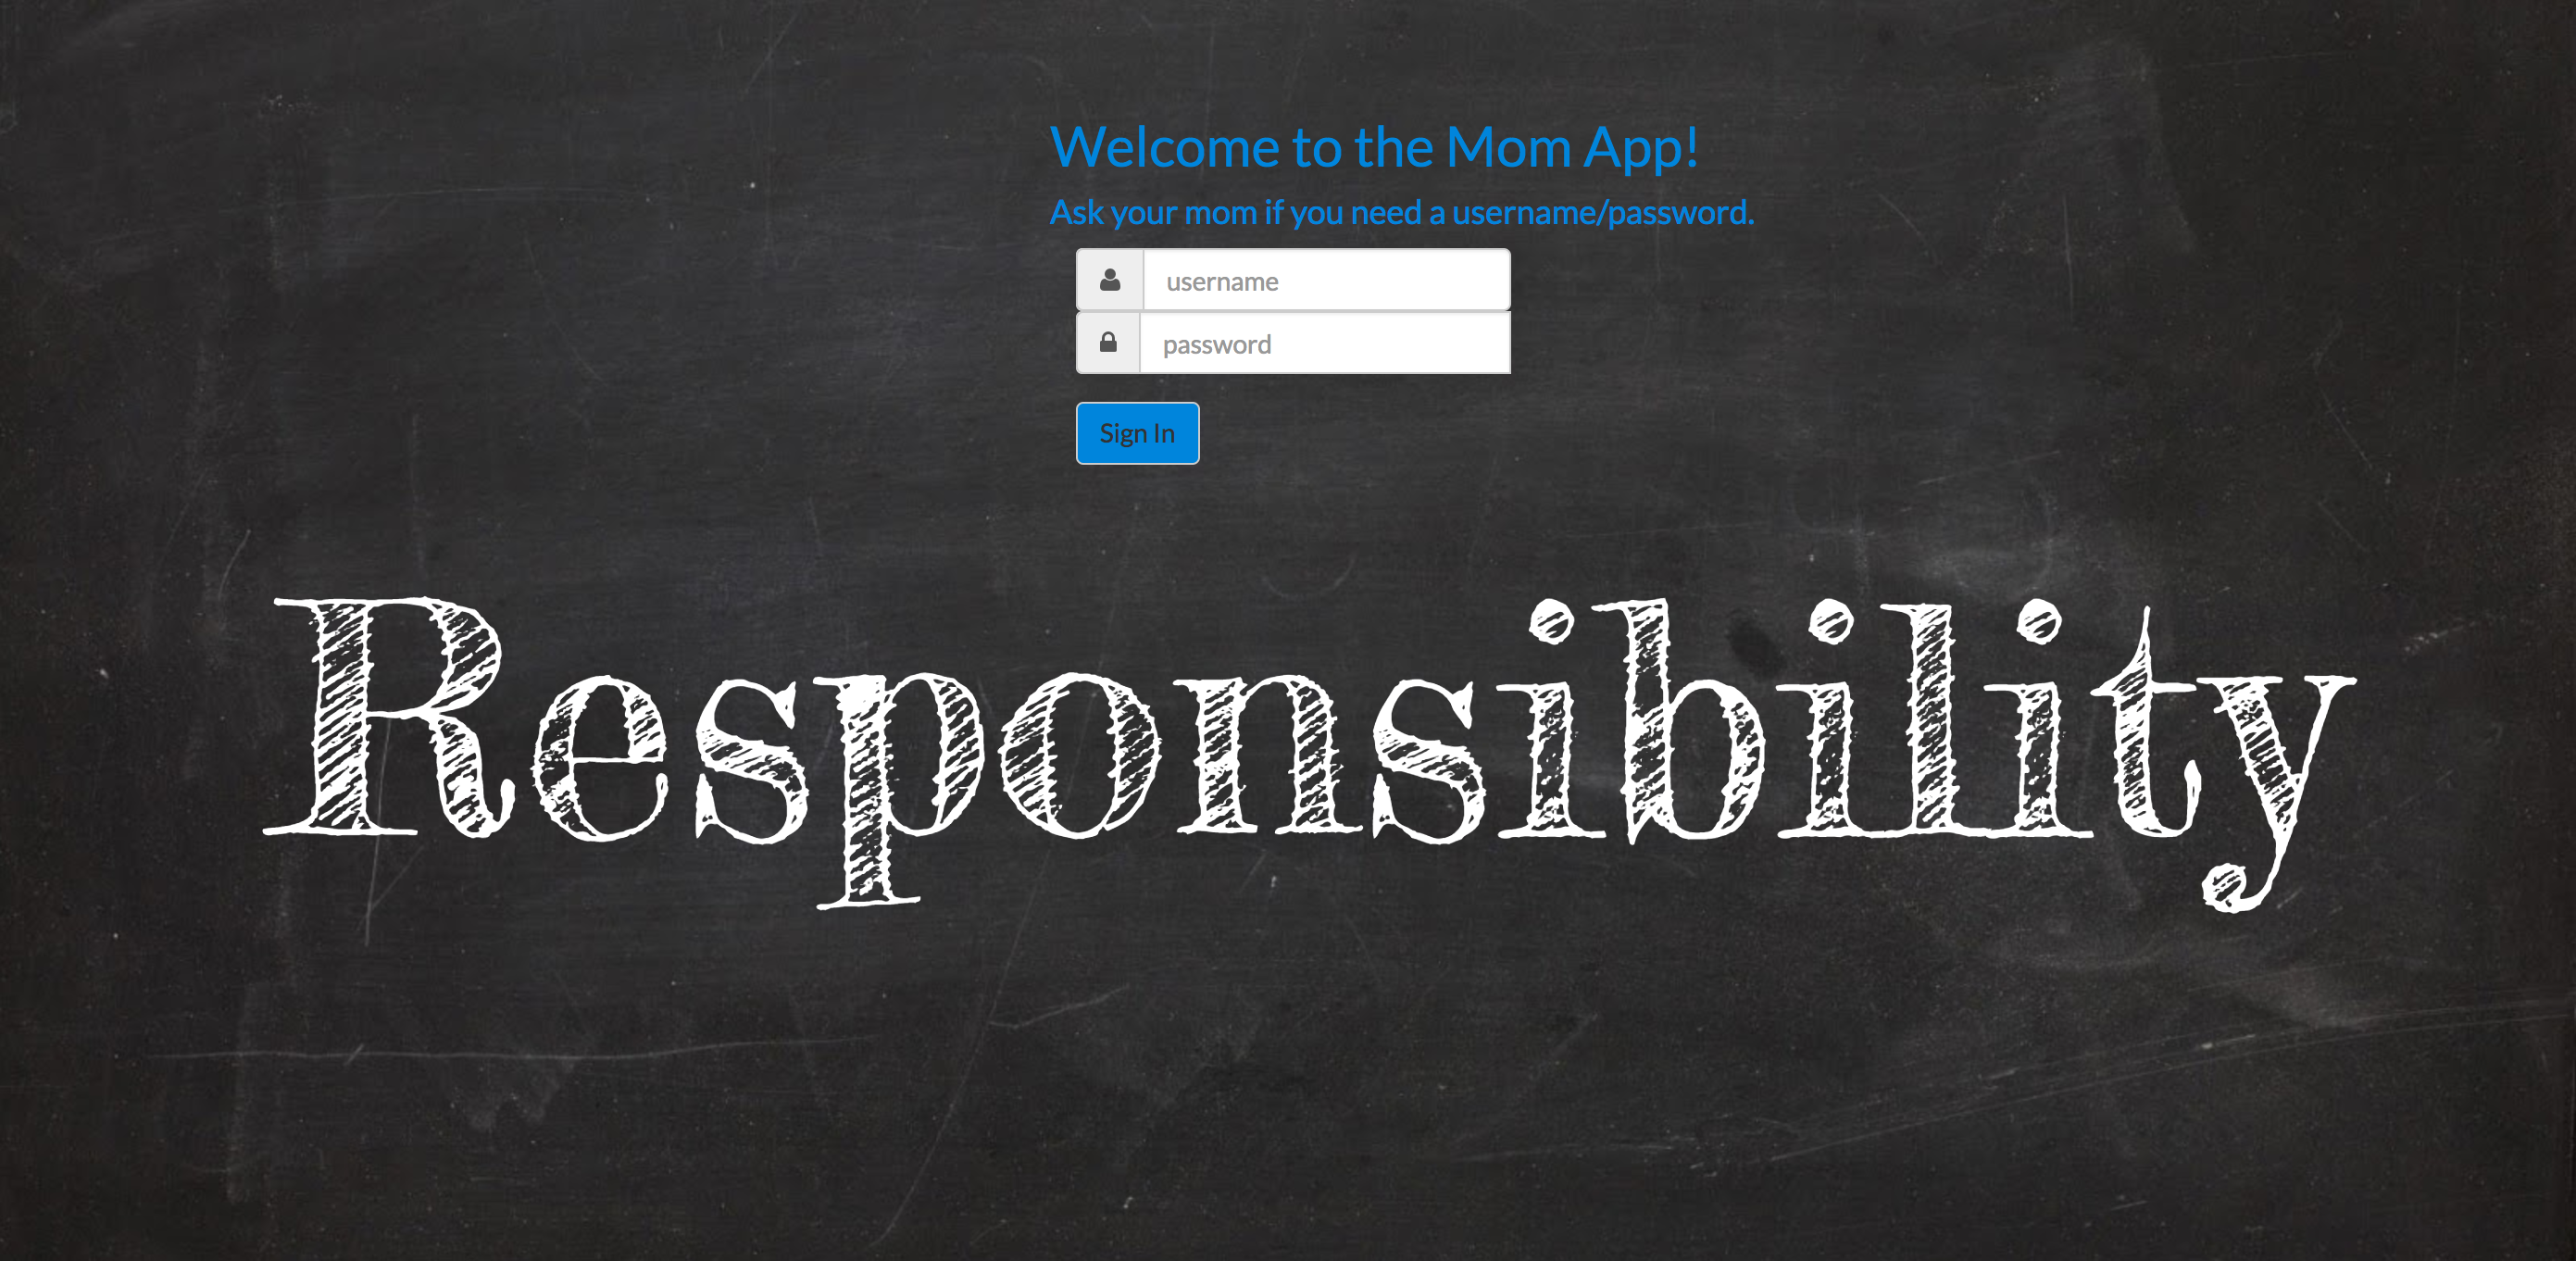 Welcome to the Mom App!
Ask your mom if you need a username/password.
username
password
Sign In
Responsibility